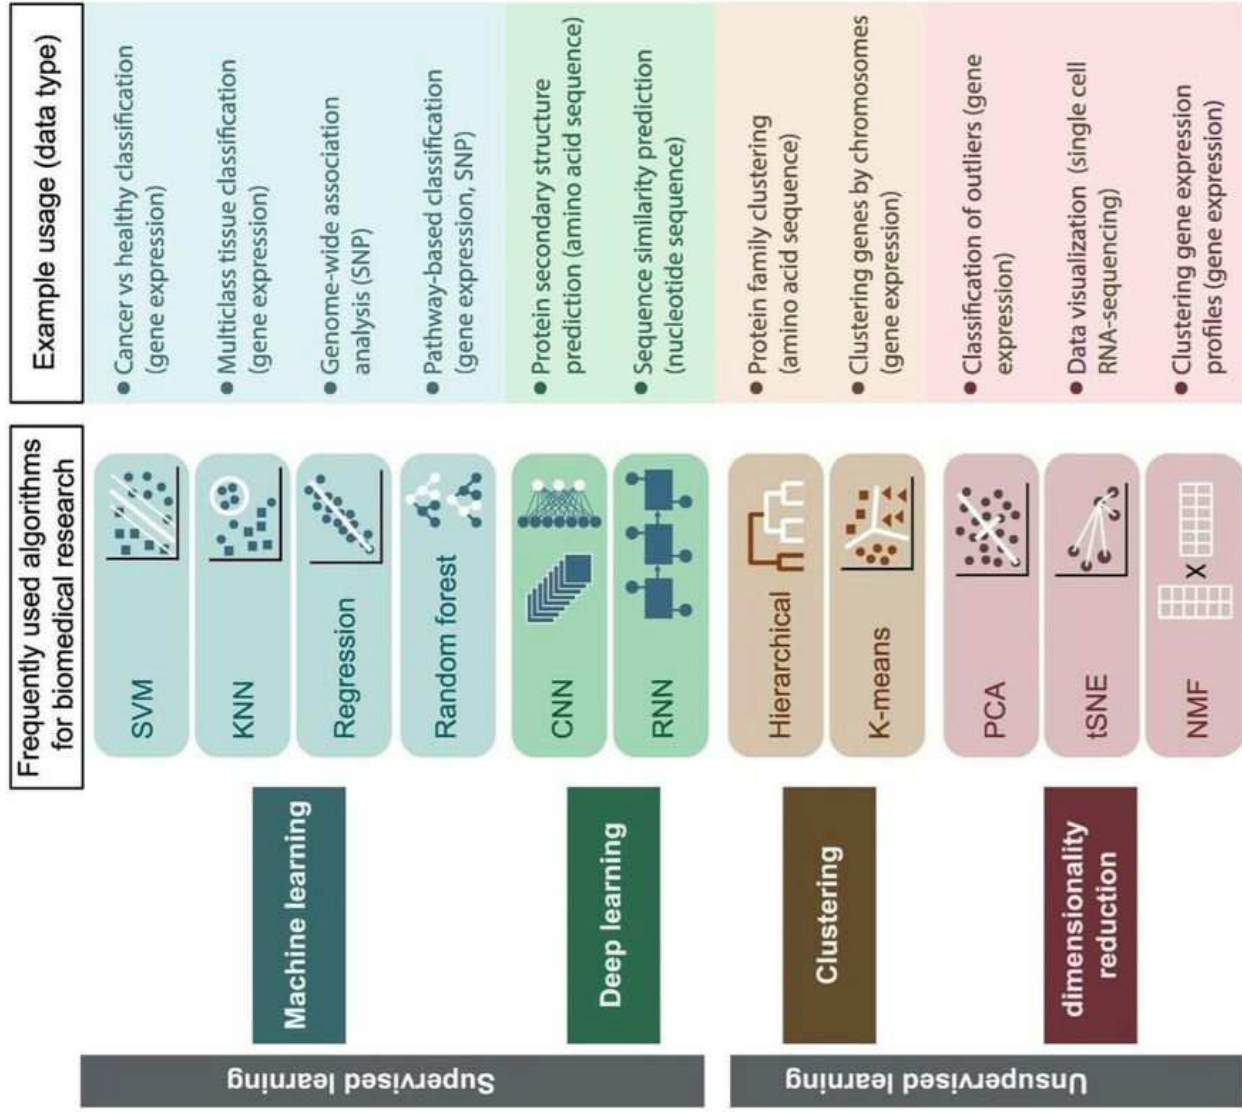 Frequently used algorithms
for biomedical research
Example usage (data type)
Supervised learning
Machine learning
SVM
● Cancer vs healthy classification
(gene expression)
KNN
● Multiclass tissue classification
(gene expression)
Regression
● Genome-wide association
analysis (SNP)
Random forest
● Pathway-based classification
(gene expression, SNP)
Deep learning
CNN
● Protein secondary structure
prediction (amino acid sequence)
RNN
● Sequence similarity prediction
(nucleotide sequence)
Unsupervised learning
Clustering
Hierarchical
● Protein family clustering
(amino acid sequence)
K-means
● Clustering genes by chromosomes
(gene expression)
dimensionality
reduction
PCA
● Classification of outliers (gene
expression)
tSNE
● Data visualization (single cell
RNA-sequencing)
NMF
X
● Clustering gene expression
profiles (gene expression)